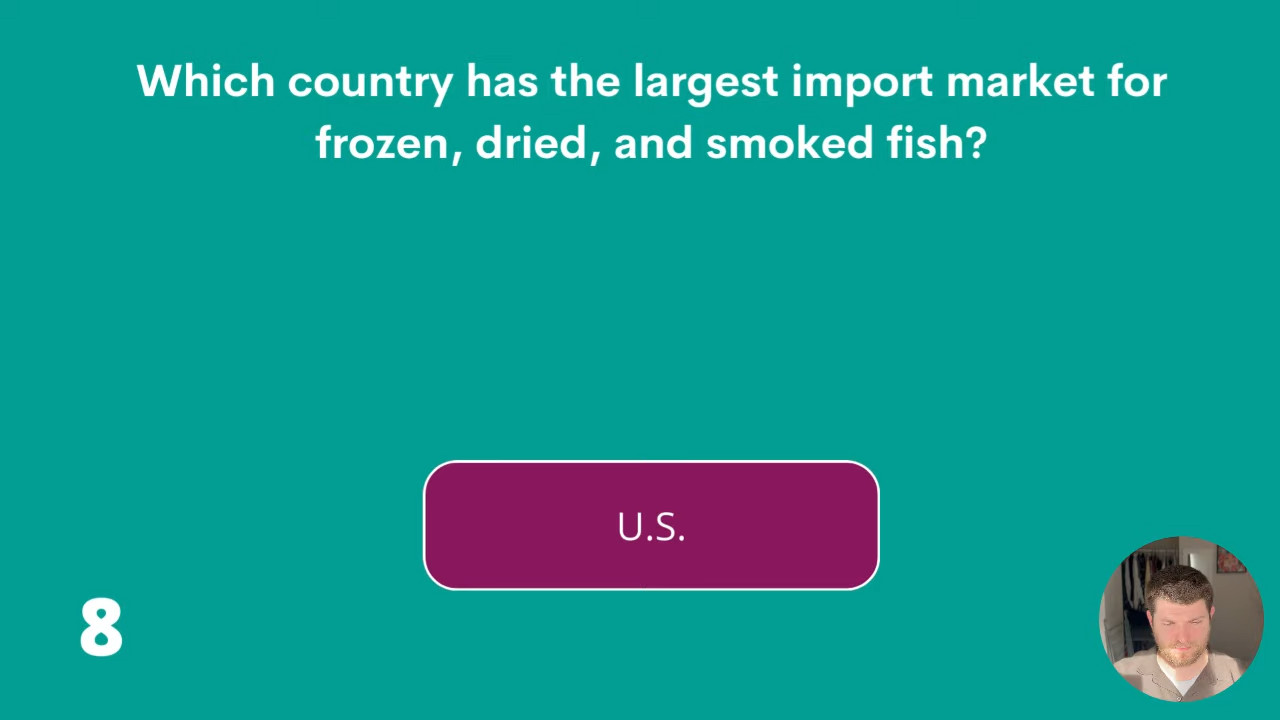 Which country has the largest import market for
frozen, dried, and smoked fish?
U.S.
8